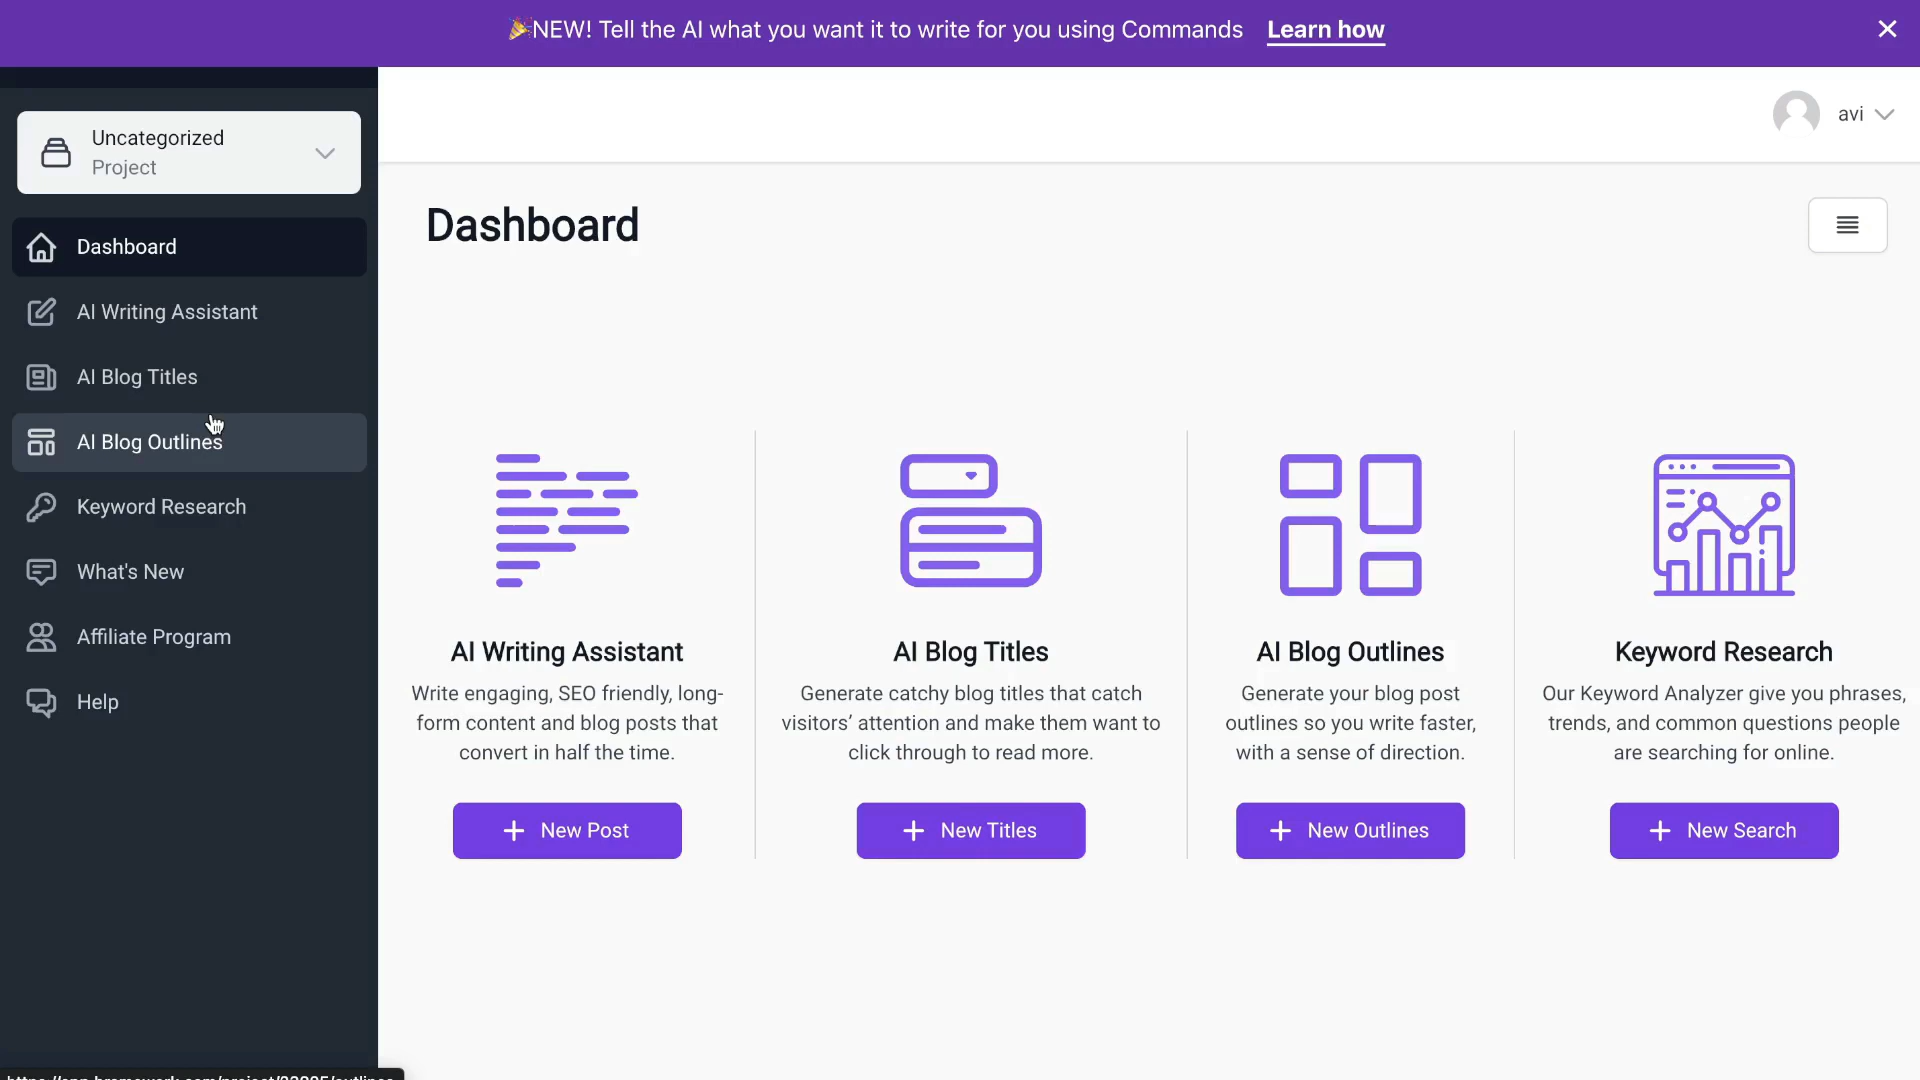 🎉NEW! Tell the AI what you want it to write for you using Commands Learn how
Uncategorized
Project
avi
Dashboard
Dashboard
AI Writing Assistant
AI Blog Titles
AI Blog Outlines
Keyword Research
What's New
Affiliate Program
Help
AI Writing Assistant
Write engaging, SEO friendly, long-
form content and blog posts that
convert in half the time.
+ New Post
AI Blog Titles
Generate catchy blog titles that catch
visitors’ attention and make them want to
click through to read more.
+ New Titles
AI Blog Outlines
Generate your blog post
outlines so you write faster,
with a sense of direction.
+ New Outlines
Keyword Research
Our Keyword Analyzer give you phrases,
trends, and common questions people
are searching for online.
+ New Search